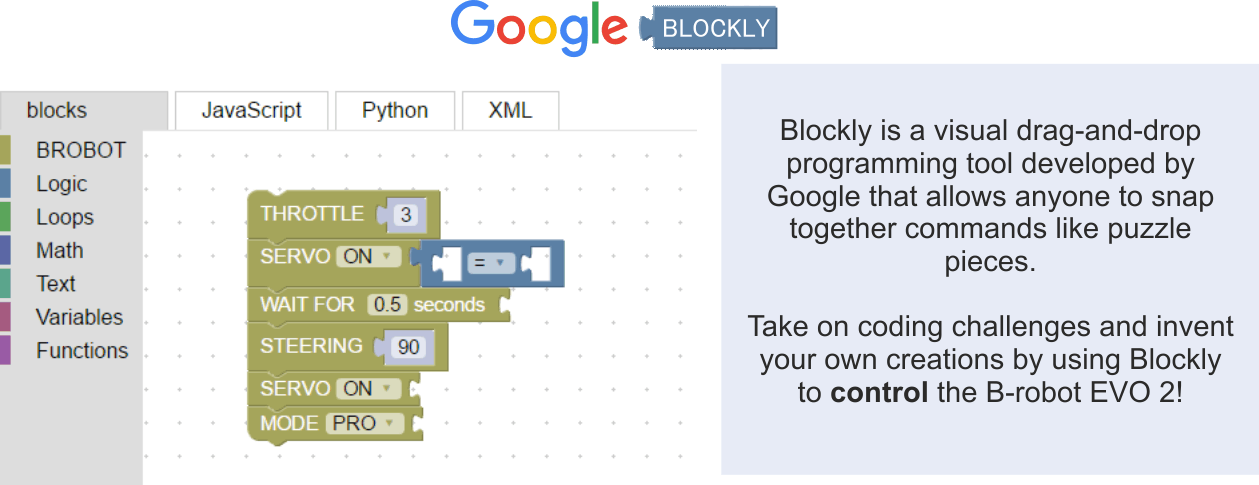 Google BLOCKLY
blocks JavaScript Python XML
BROBOT
Logic
Loops
Math
Text
Variables
Functions
THROTTLE 3
SERVO ON =
WAIT FOR 0.5 seconds
STEERING 90
SERVO ON
MODE PRO
Blockly is a visual drag-and-drop
programming tool developed by
Google that allows anyone to snap
together commands like puzzle
pieces.
Take on coding challenges and invent
your own creations by using Blockly
to control the B-robot EVO 2!